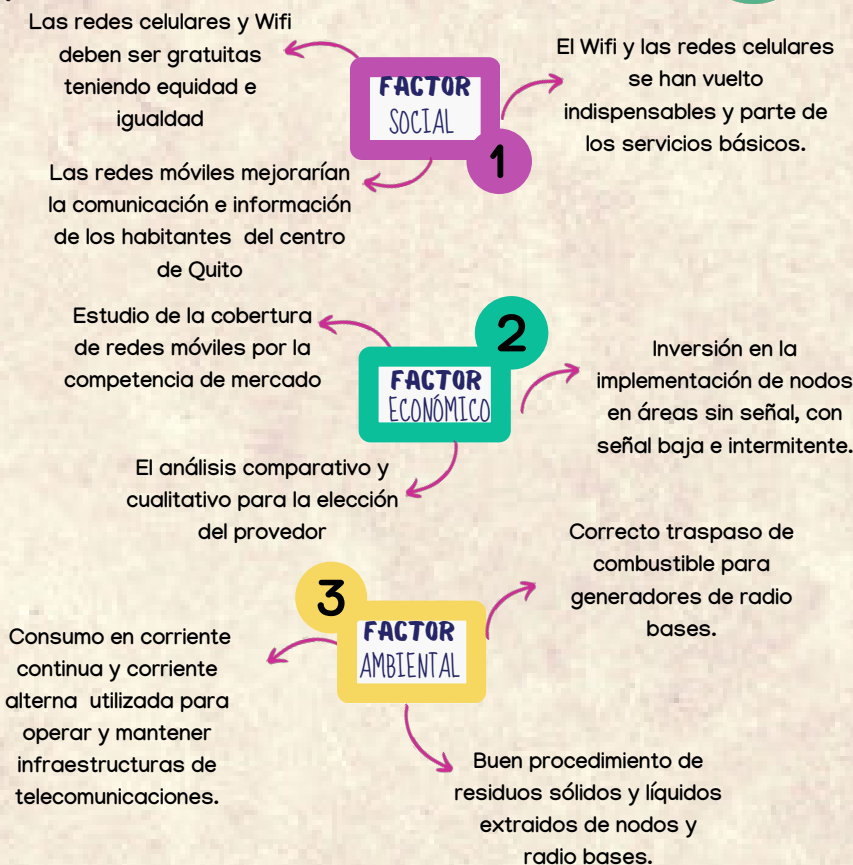 Las redes celulares y Wifi
deben ser gratuitas
teniendo equidad e
igualdad
FACTOR
SOCIAL
1
El Wifi y las redes celulares
se han vuelto
indispensables y parte de
los servicios básicos.
Las redes móviles mejorarían
la comunicación e información
de los habitantes del centro
de Quito
Estudio de la cobertura
de redes móviles por la
competencia de mercado
2
FACTOR
ECONÓMICO
Inversión en la
implementación de nodos
en áreas sin señal, con
señal baja e intermitente.
El análisis comparativo y
cualitativo para la elección
del provedor
3
FACTOR
AMBIENTAL
Correcto traspaso de
combustible para
generadores de radio
bases.
Consumo en corriente
continua y corriente
alterna utilizada para
operar y mantener
infraestructuras de
telecomunicaciones.
Buen procedimiento de
residuos sólidos y líquidos
extraidos de nodos y
radio bases.